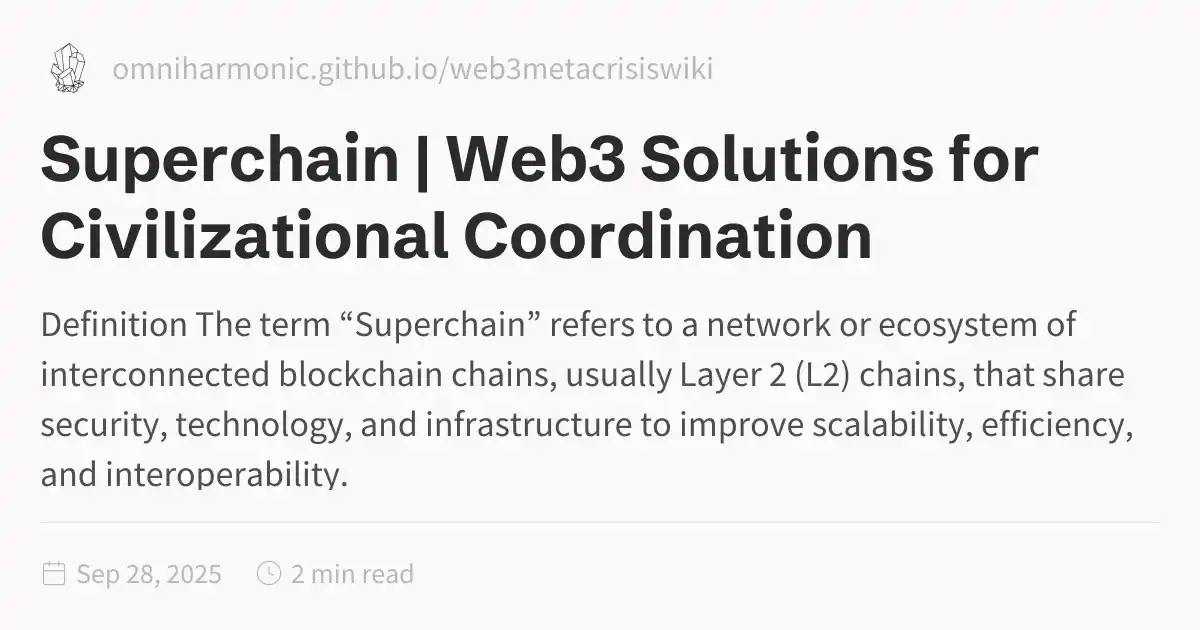 omniharmonic.github.io/web3metacrisiswiki
Superchain | Web3 Solutions for
Civilizational Coordination
Definition The term “Superchain” refers to a network or ecosystem of
interconnected blockchain chains, usually Layer 2 (L2) chains, that share
security, technology, and infrastructure to improve scalability, efficiency,
and interoperability.
Sep 28, 2025 2 min read